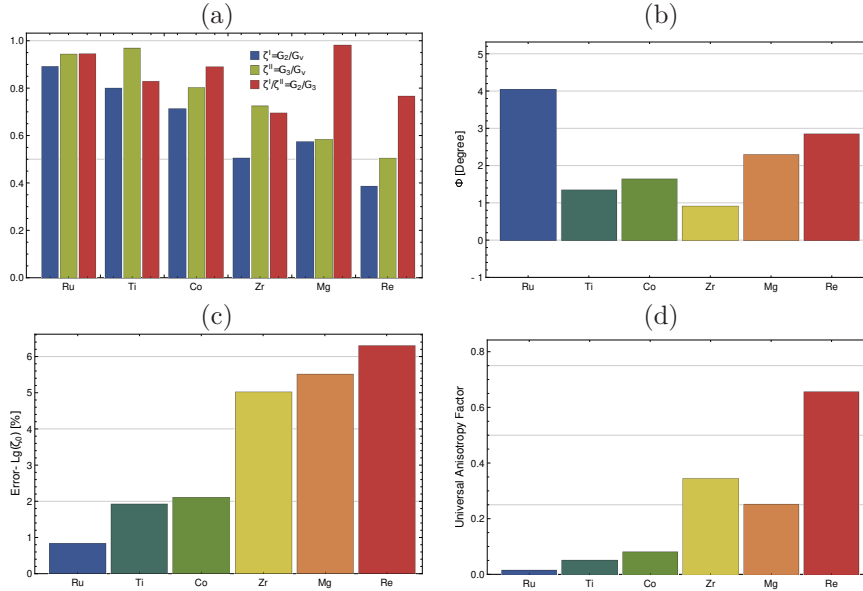 (a)
1.0
0.8
0.6
0.4
0.2
0.0
ζᴵ=G₂/Gᵥ
ζᴵᴵ=G₃/Gᵥ
ζᴵ/ζᴵᴵ=G₂/G₃
Ru Ti Co Zr Mg Re
(b)
Φ [Degree]
5
4
3
2
1
0
- 1
Ru Ti Co Zr Mg Re
(c)
Error- Lg(ζ₀) [%]
6
5
4
3
2
1
0
Ru Ti Co Zr Mg Re
(d)
Universal Anisotropy Factor
0.8
0.6
0.4
0.2
0.0
Ru Ti Co Zr Mg Re